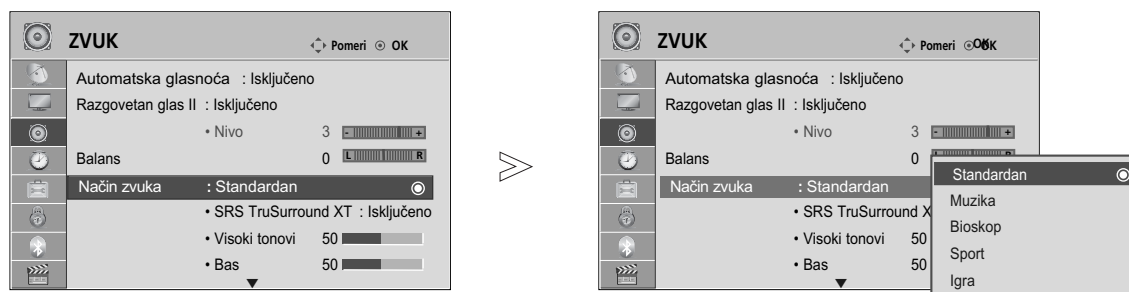 ZVUK
Pomeri ⊙ OK
Automatska glasnoća : Isključeno
Razgovetan glas II : Isključeno
• Nivo 3 - +
Balans 0 L R
Način zvuka : Standardan
• SRS TruSurround XT : Isključeno
• Visoki tonovi 50
• Bas 50
▼
>
ZVUK
Pomeri ⊙ OK
Automatska glasnoća : Isključeno
Razgovetan glas II : Isključeno
• Nivo 3 - +
Balans 0 L R
Način zvuka : Standardan
• SRS TruSurround X
• Visoki tonovi 50
• Bas 50
▼
Standardan
Muzika
Bioskop
Sport
Igra